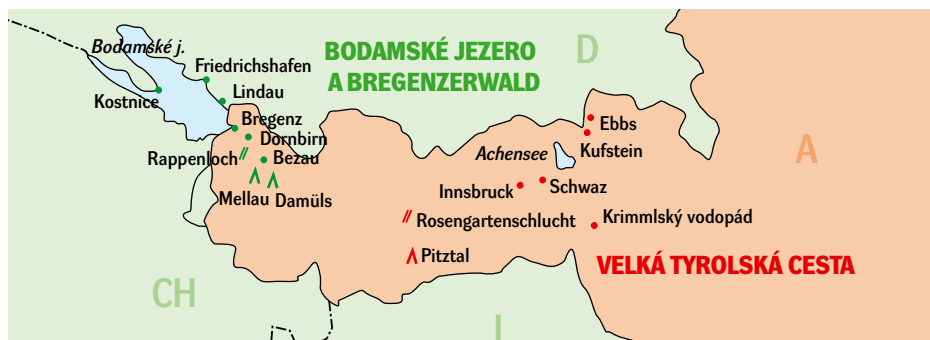 Bodamské j.
Friedrichshafen
Kostnice
Lindau
BODAMSKÉ JEZERO
A BREGENZERWALD
D
Bregenz
Dornbirn
Rappenloch
Bezau
Mellau
Damüls
Ebbs
Kufstein
Achensee
A
Innsbruck
Schwaz
Rosengartenschlucht
Krimmlský vodopád
Pitztal
VELKÁ TYROLSKÁ CESTA
CH
I